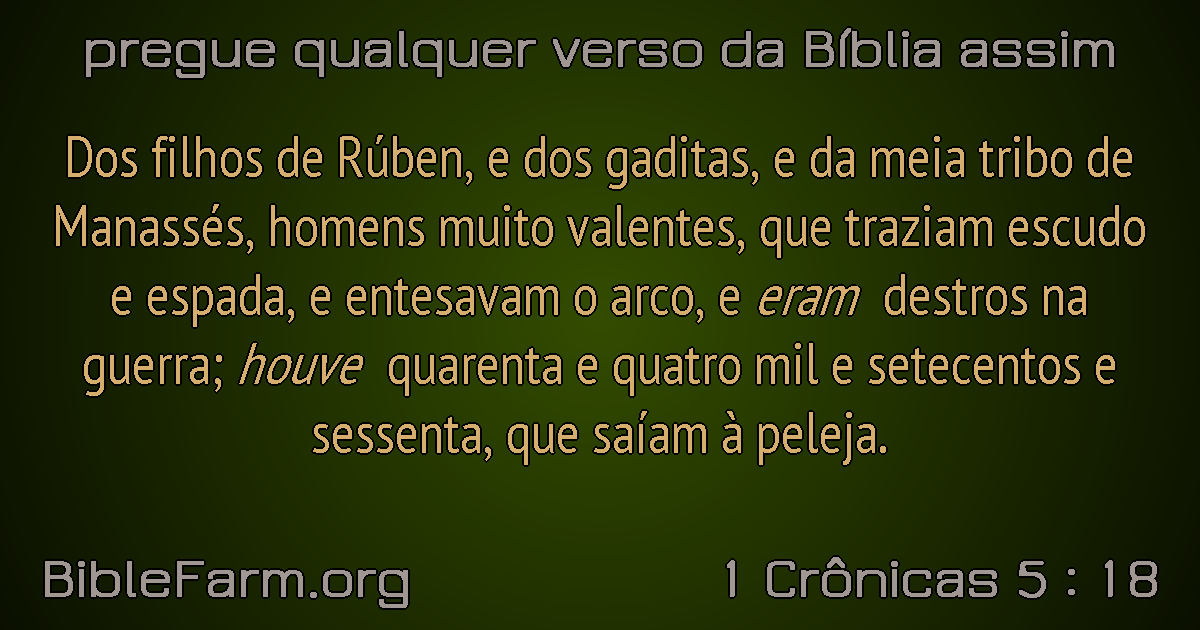 pregue qualquer verso da Bíblia assim
Dos filhos de Rúben, e dos gaditas, e da meia tribo de
Manassés, homens muito valentes, que traziam escudo
e espada, e entesavam o arco, e eram destros na
guerra; houve quarenta e quatro mil e setecentos e
sessenta, que saíam à peleja.
BibleFarm.org
1 Crônicas 5 : 18